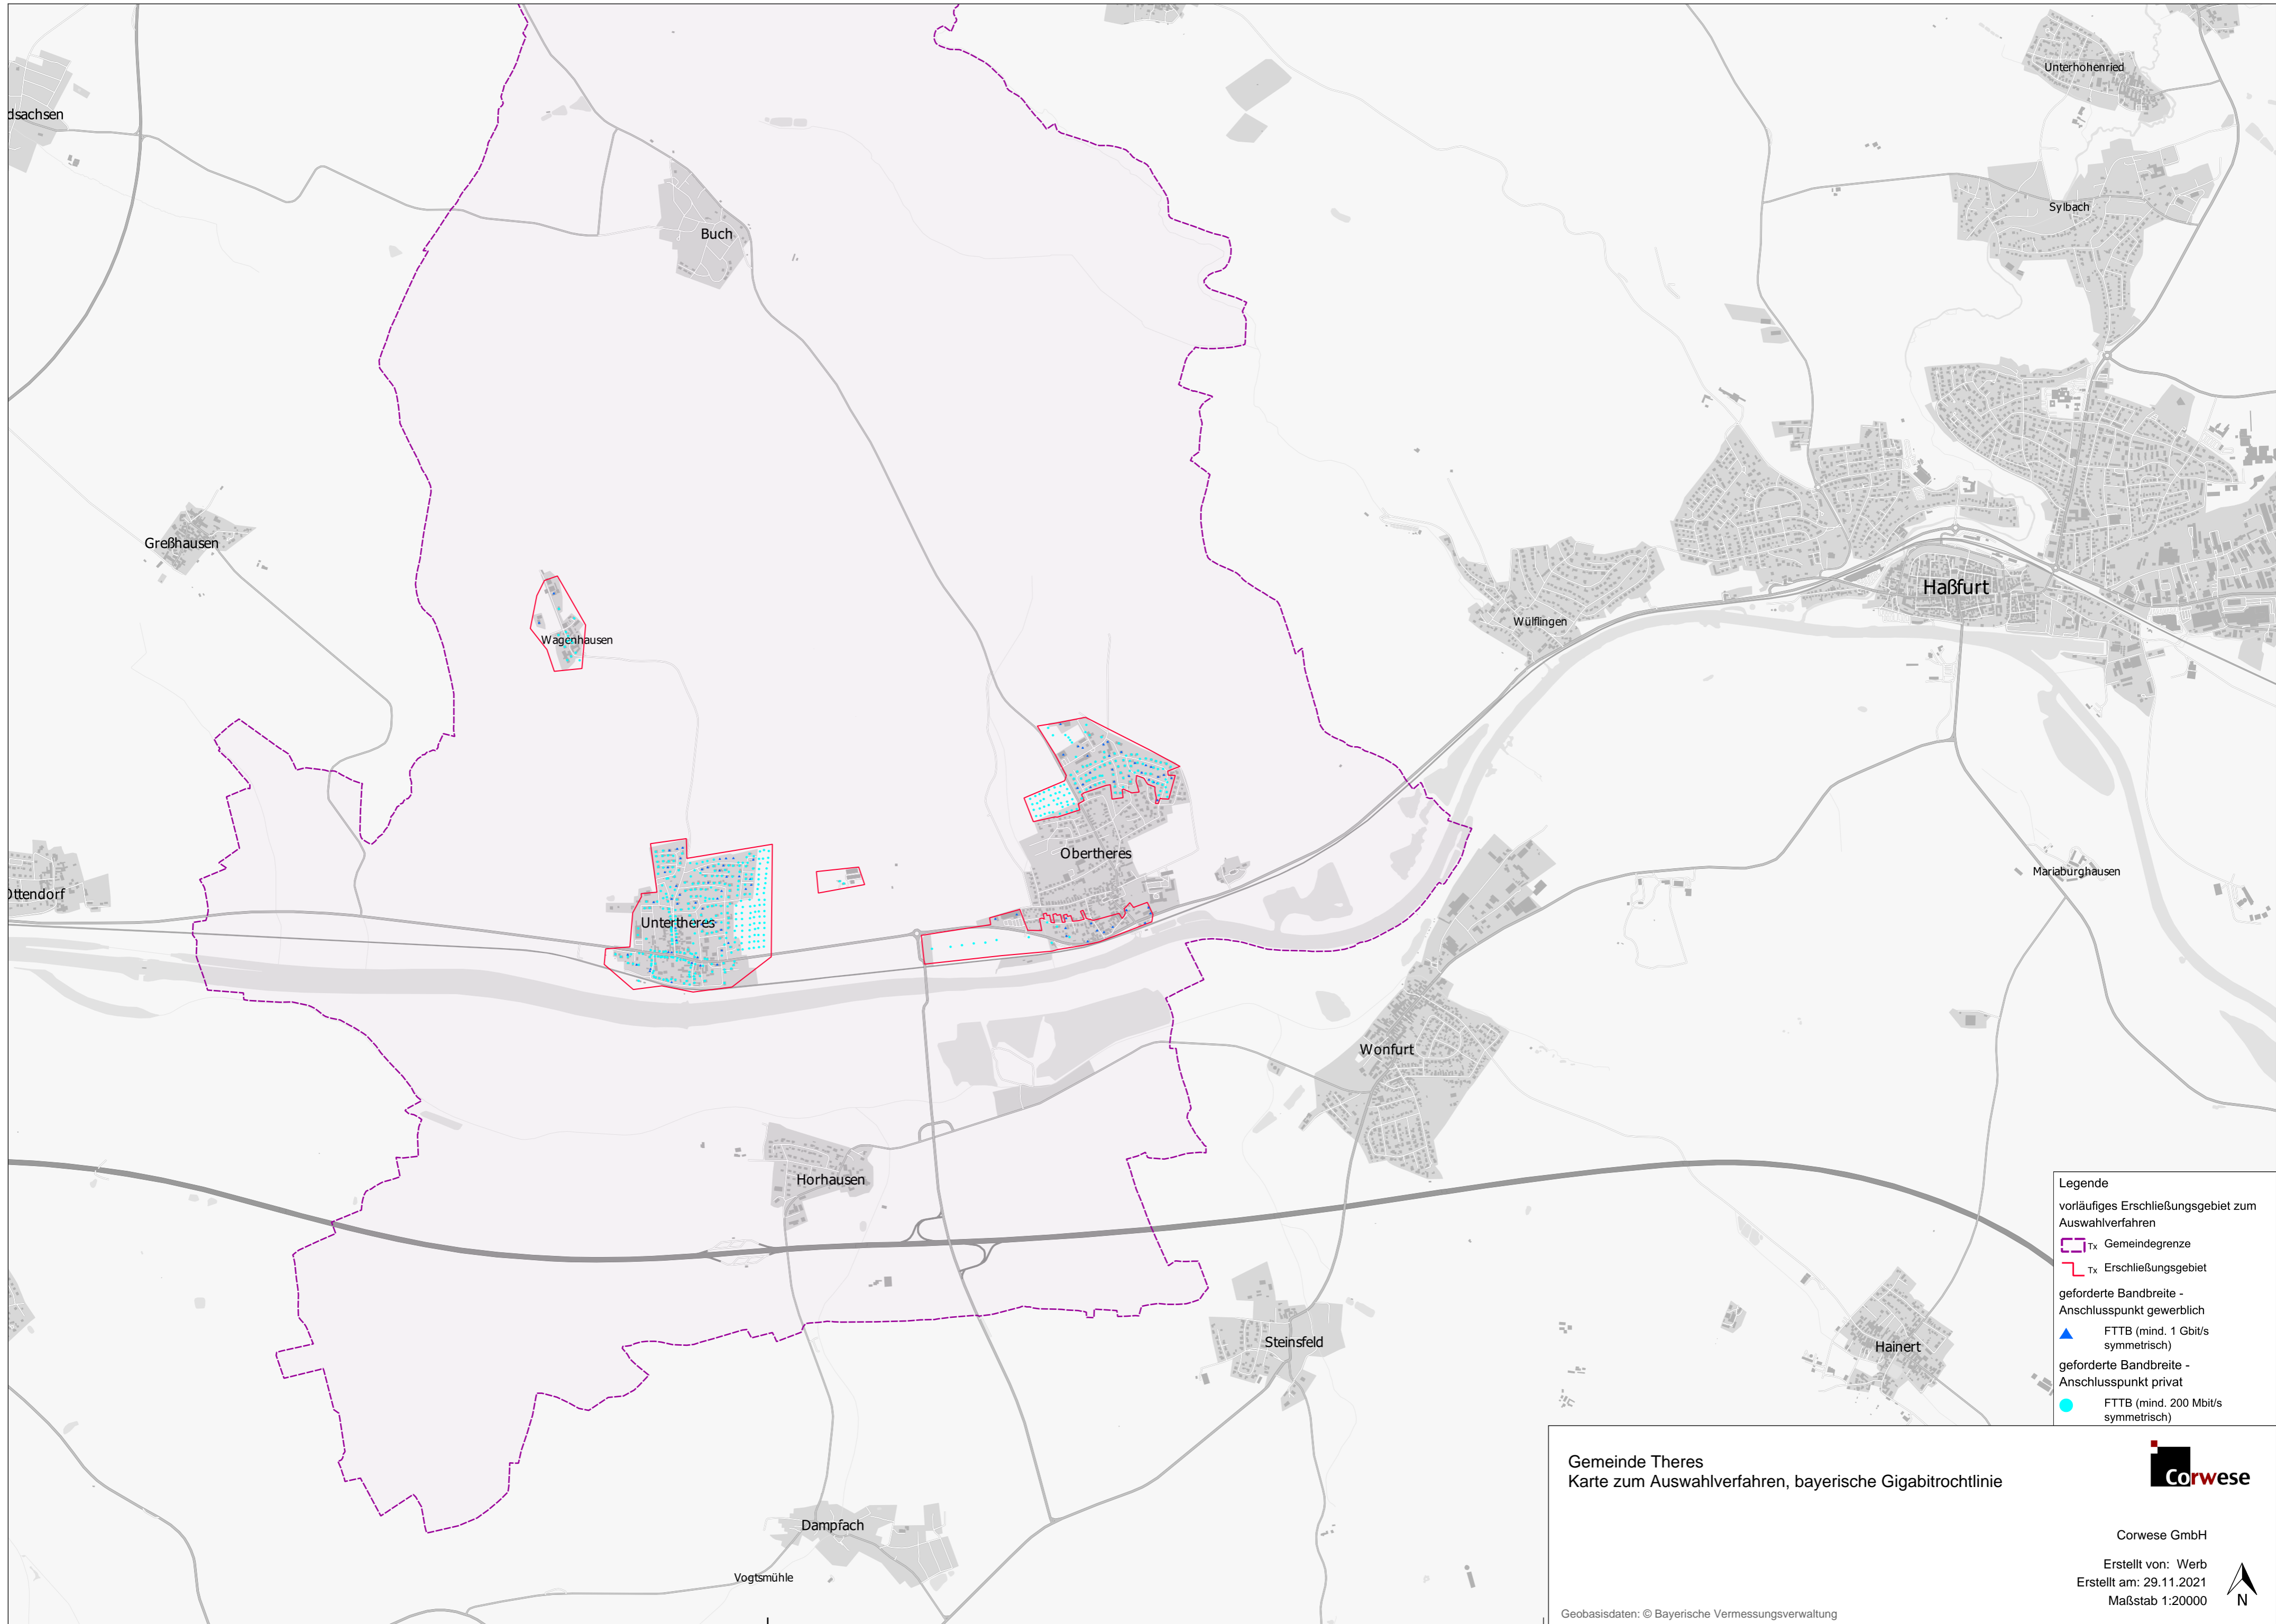 Unterhohenried
dsachsen
Sylbach
Buch
Greßhausen
Haßfurt
Wülflingen
Wagenhausen
Obertheres
Mariaburghausen
Ottendorf
Untertheres
Wonfurt
Horhausen
Steinsfeld
Hainert
Dampfach
Vogtsmühle
Legende
vorläufiges Erschließungsgebiet zum
Auswahlverfahren
Tx Gemeindegrenze
Tx Erschließungsgebiet
geforderte Bandbreite -
Anschlusspunkt gewerblich
FTTB (mind. 1 Gbit/s
symmetrisch)
geforderte Bandbreite -
Anschlusspunkt privat
FTTB (mind. 200 Mbit/s
symmetrisch)
Gemeinde Theres
Karte zum Auswahlverfahren, bayerische Gigabitrochtlinie
Corwese
Corwese GmbH
Erstellt von: Werb
Erstellt am: 29.11.2021
Maßstab 1:20000
N
Geobasisdaten: © Bayerische Vermessungsverwaltung